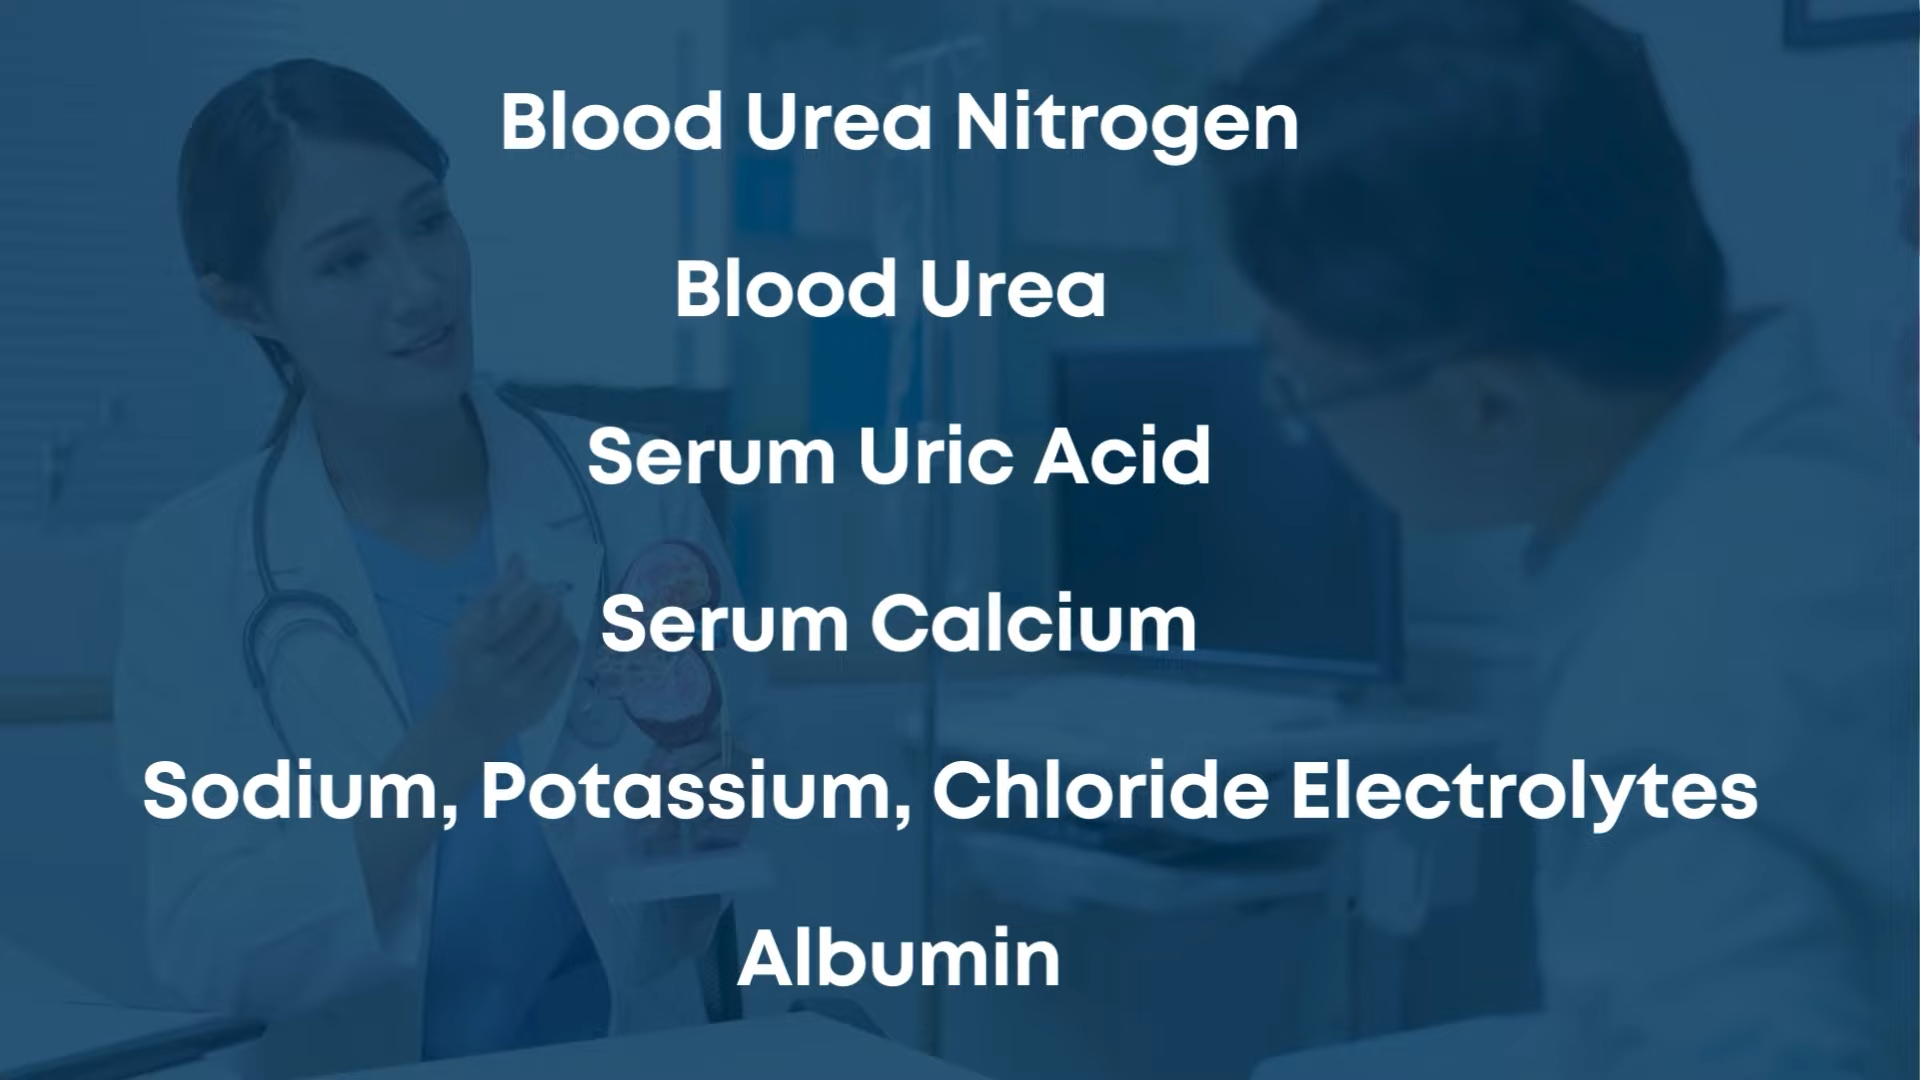 Blood Urea Nitrogen
Blood Urea
Serum Uric Acid
Serum Calcium
Sodium, Potassium, Chloride Electrolytes
Albumin